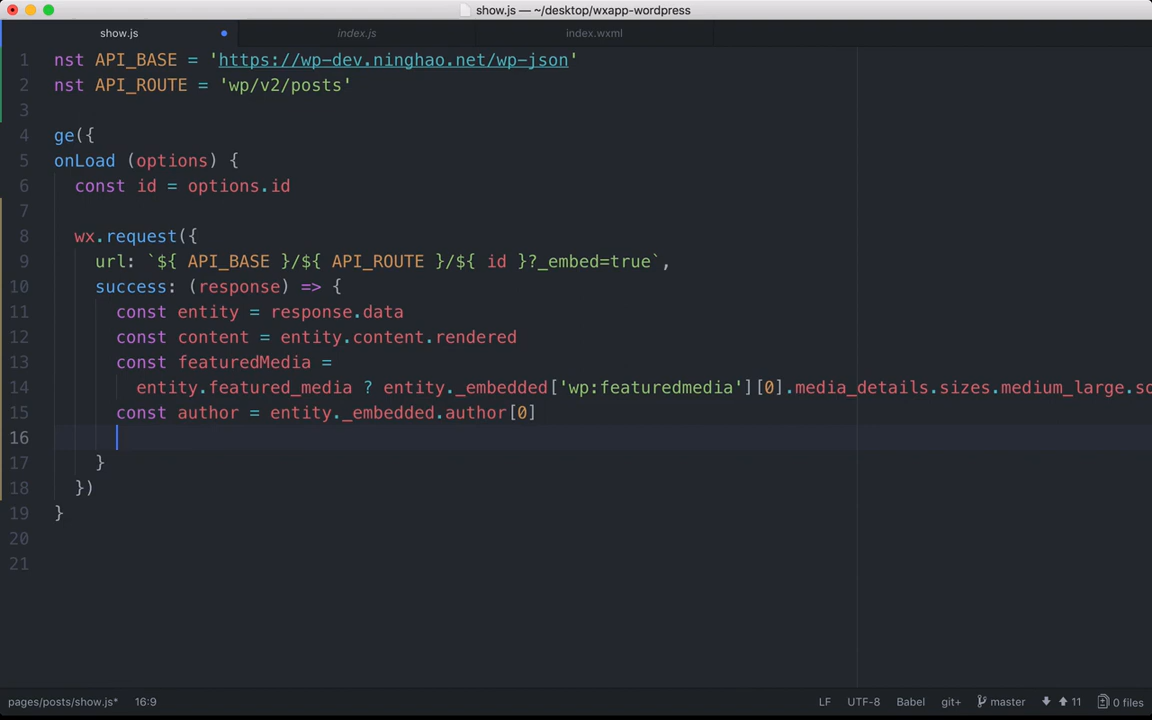 show.js — ~/desktop/wxapp-wordpress
show.js index.js index.wxml
1 nst API_BASE = 'https://wp-dev.ninghao.net/wp-json'
2 nst API_ROUTE = 'wp/v2/posts'
3
4 ge({
5 onLoad (options) {
6 const id = options.id
7
8 wx.request({
9 url: `${ API_BASE }/${ API_ROUTE }/${ id }?_embed=true`,
10 success: (response) => {
11 const entity = response.data
12 const content = entity.content.rendered
13 const featuredMedia =
14 entity.featured_media ? entity._embedded['wp:featuredmedia'][0].media_details.sizes.medium_large.so
15 const author = entity._embedded.author[0]
16
17 }
18 })
19 }
20
21
pages/posts/show.js* 16:9 LF UTF-8 Babel git+ master 11 0 files